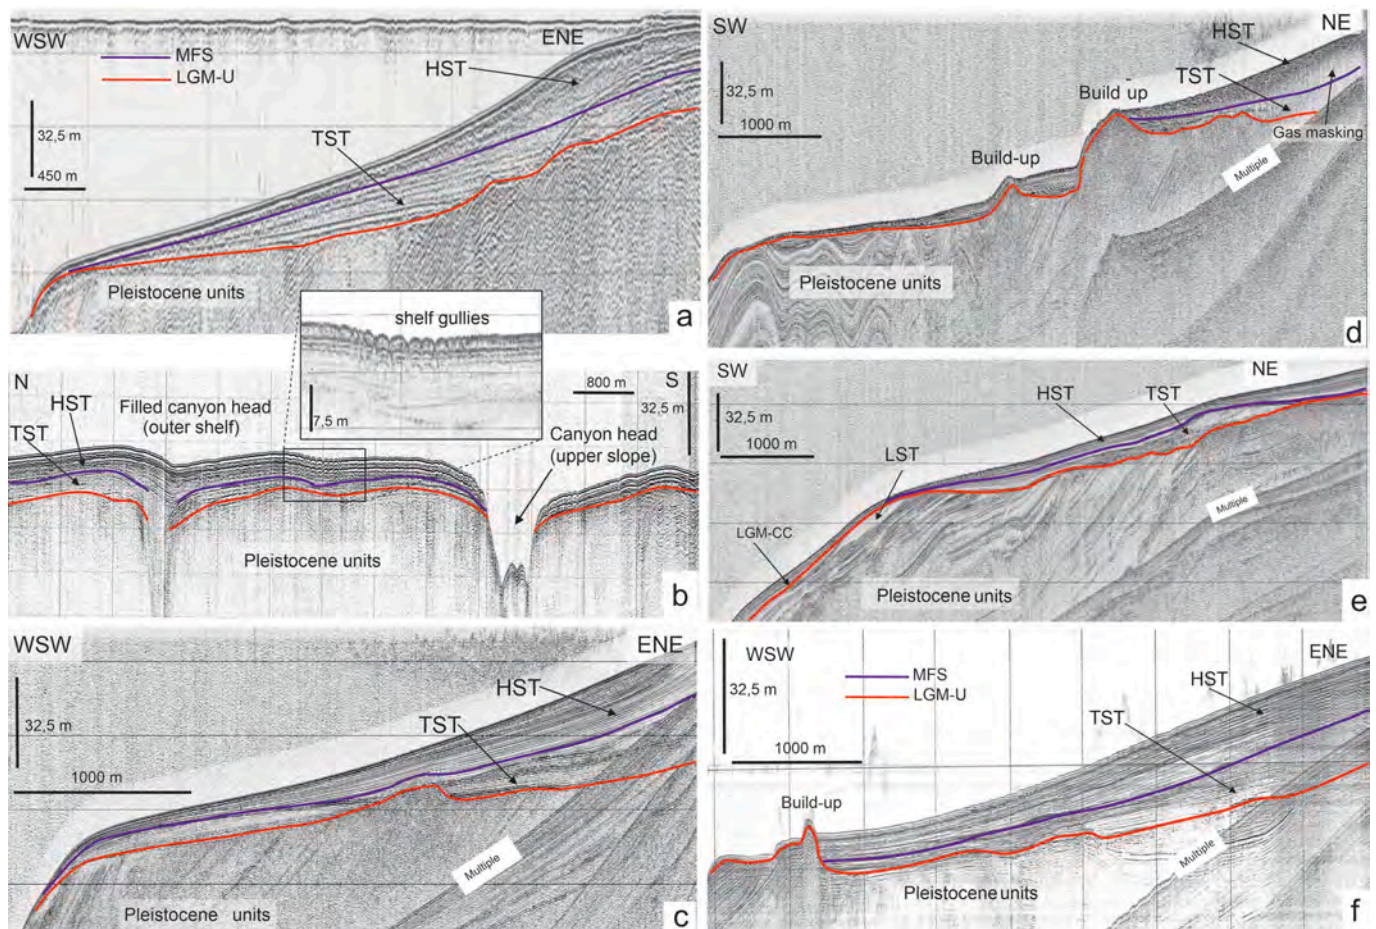 WSW
ENE
MFS
LGM-U
HST
32,5 m
TST
450 m
Pleistocene units
a
shelf gullies
7,5 m
N
S
800 m
32,5 m
HST
Filled canyon head
(outer shelf)
TST
Canyon head
(upper slope)
Pleistocene units
b
WSW
ENE
HST
32,5 m
TST
1000 m
Multiple
Pleistocene units
c
SW
NE
HST
32,5 m
TST
Build up
1000 m
Gas masking
Build-up
Multiple
Pleistocene units
d
SW
NE
HST
TST
32,5 m
1000 m
LST
Multiple
LGM-CC
Pleistocene units
e
WSW
ENE
MFS
32,5 m
LGM-U
HST
TST
1000 m
Build-up
Multiple
Pleistocene units
f